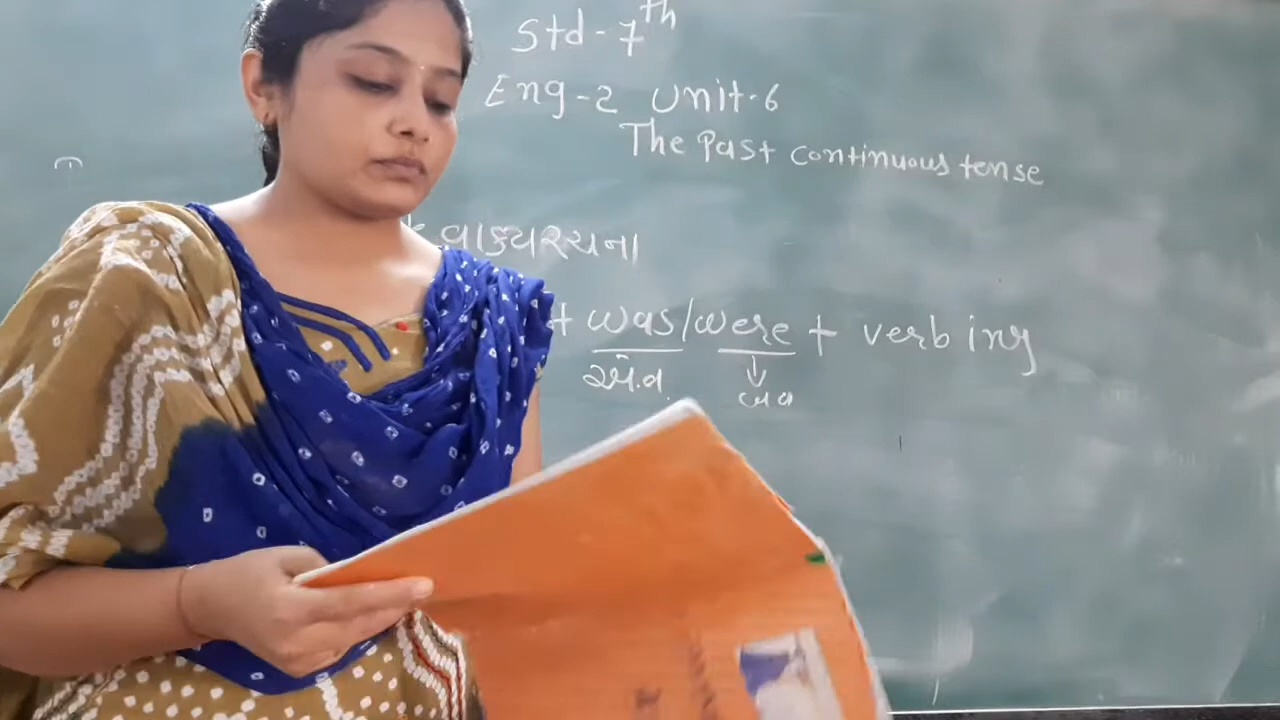 Std - 7th
Eng - 2 Unit - 6
The Past continuous tense
* વાક્યરચના
+ was/were + verb ing
એ.વ. બ.વ